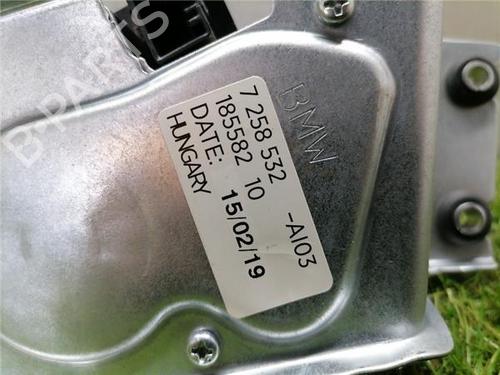 BMW
7 258 532 -AI03
185582 10
DATE: 15/02/19
HUNGARY
B-PARTS